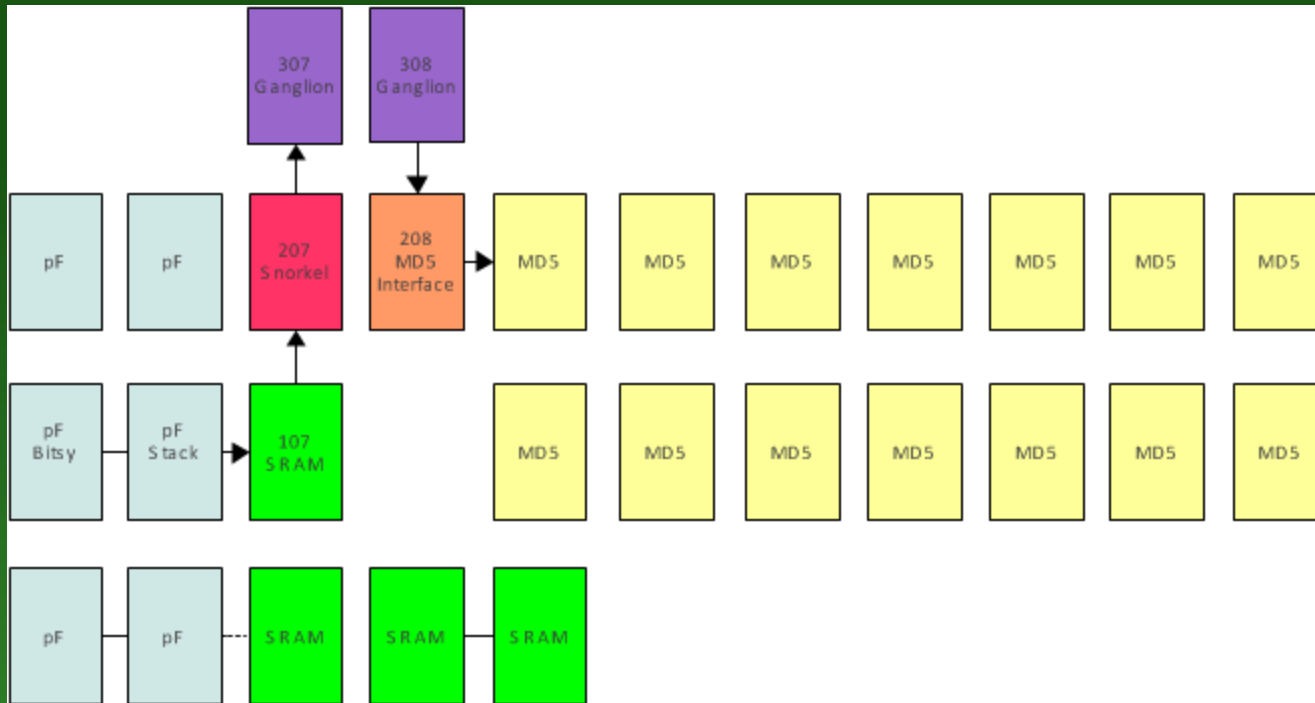 307
Ganglion
308
Ganglion
pF
pF
207
Snorkel
208
MD5
Interface
MD5
MD5
MD5
MD5
MD5
MD5
MD5
pF
Bitsy
pF
Stack
107
SRAM
MD5
MD5
MD5
MD5
MD5
MD5
MD5
pF
pF
SRAM
SRAM
SRAM